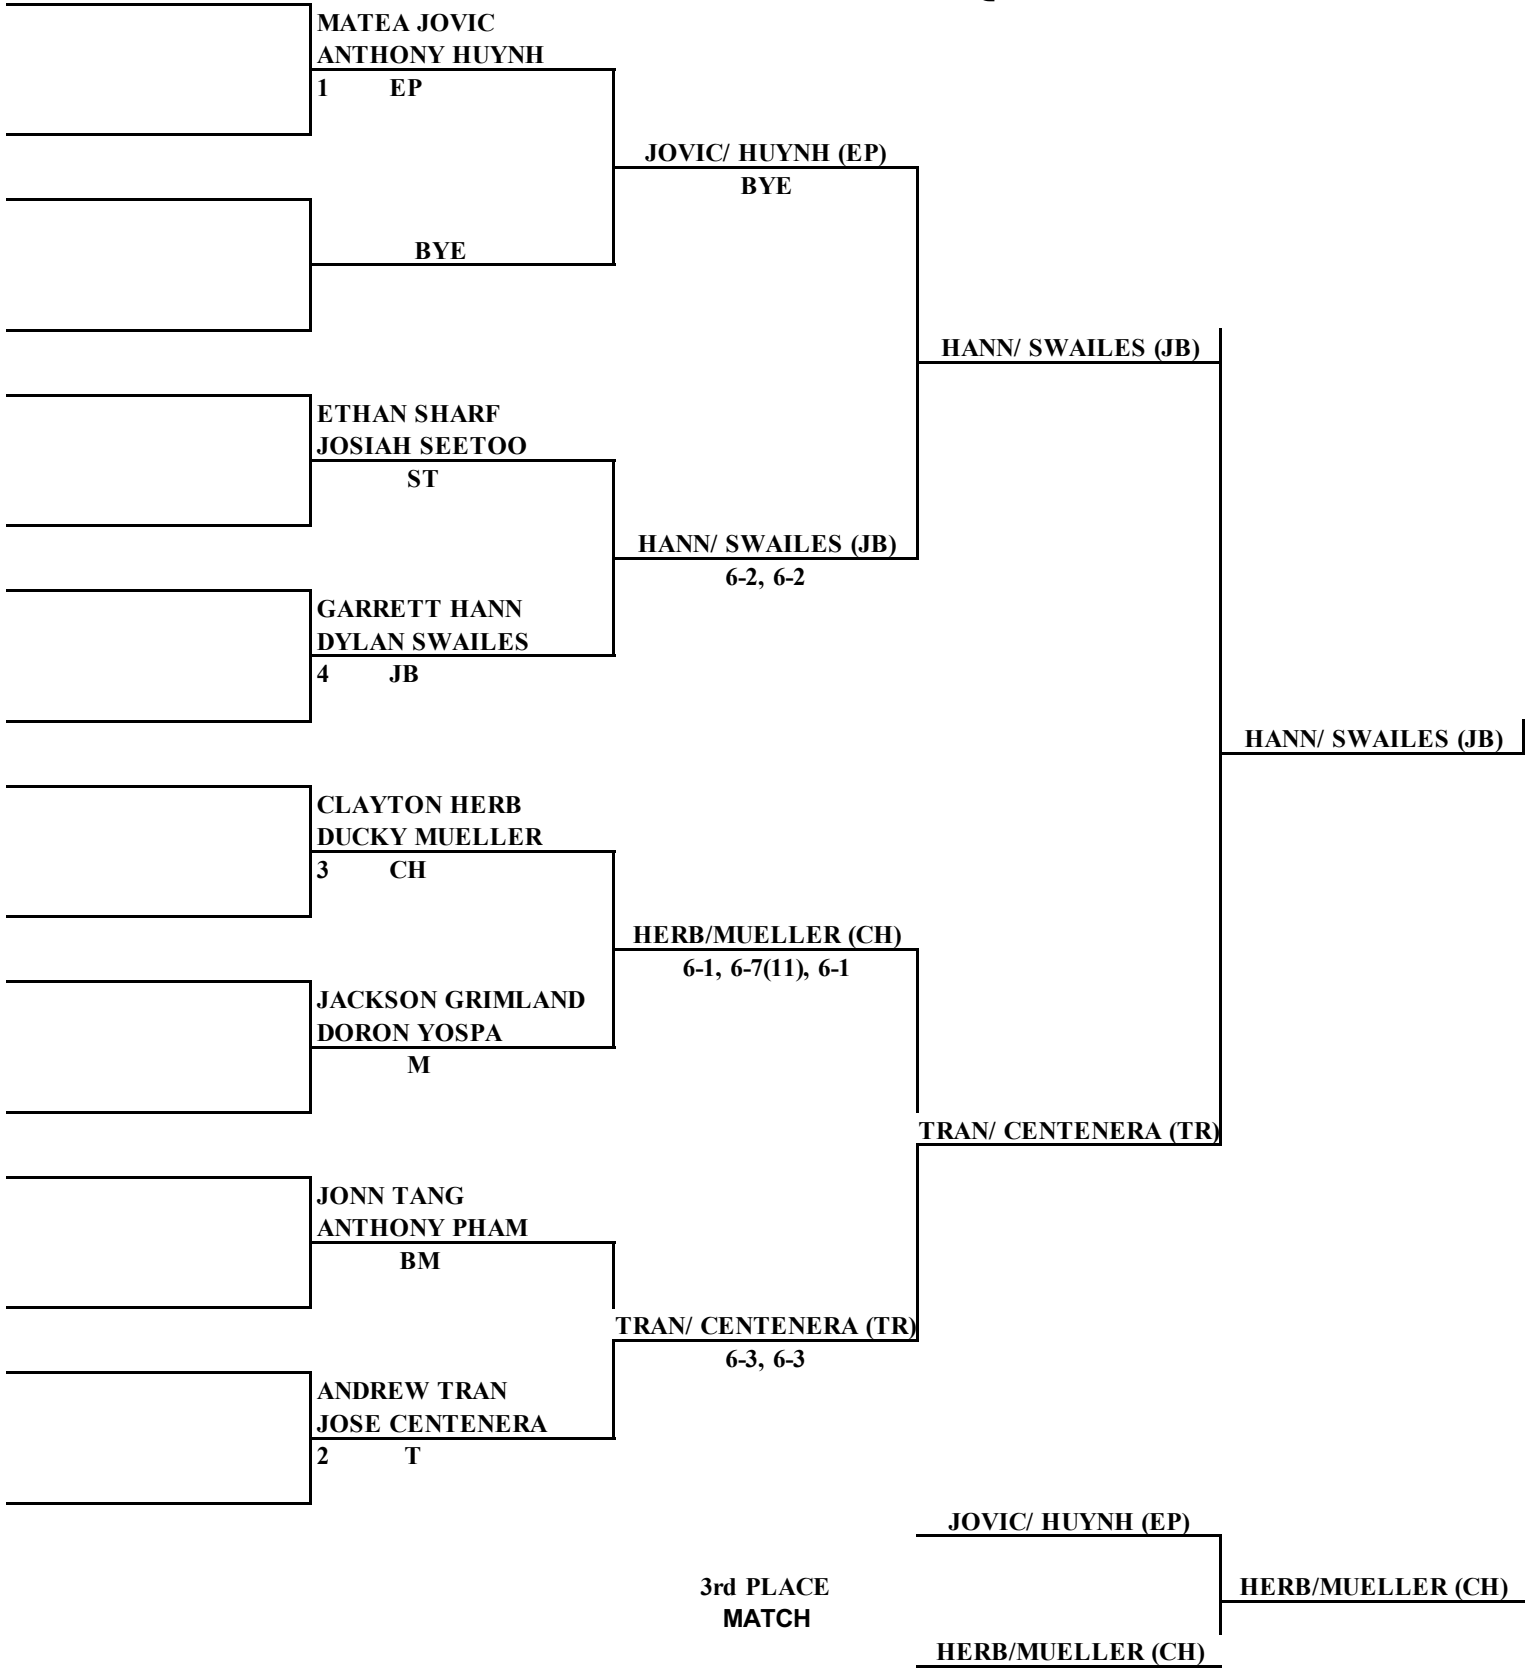 MATEA JOVIC
ANTHONY HUYNH
1 EP
JOVIC/ HUYNH (EP)
BYE
BYE
HANN/ SWAILES (JB)
ETHAN SHARF
JOSIAH SEETOO
ST
HANN/ SWAILES (JB)
6-2, 6-2
GARRETT HANN
DYLAN SWAILES
4 JB
HANN/ SWAILES (JB)
CLAYTON HERB
DUCKY MUELLER
3 CH
HERB/MUELLER (CH)
6-1, 6-7(11), 6-1
JACKSON GRIMLAND
DORON YOSPA
M
TRAN/ CENTENERA (TR)
JONN TANG
ANTHONY PHAM
BM
TRAN/ CENTENERA (TR)
6-3, 6-3
ANDREW TRAN
JOSE CENTENERA
2 T
JOVIC/ HUYNH (EP)
3rd PLACE
MATCH
HERB/MUELLER (CH)
HERB/MUELLER (CH)